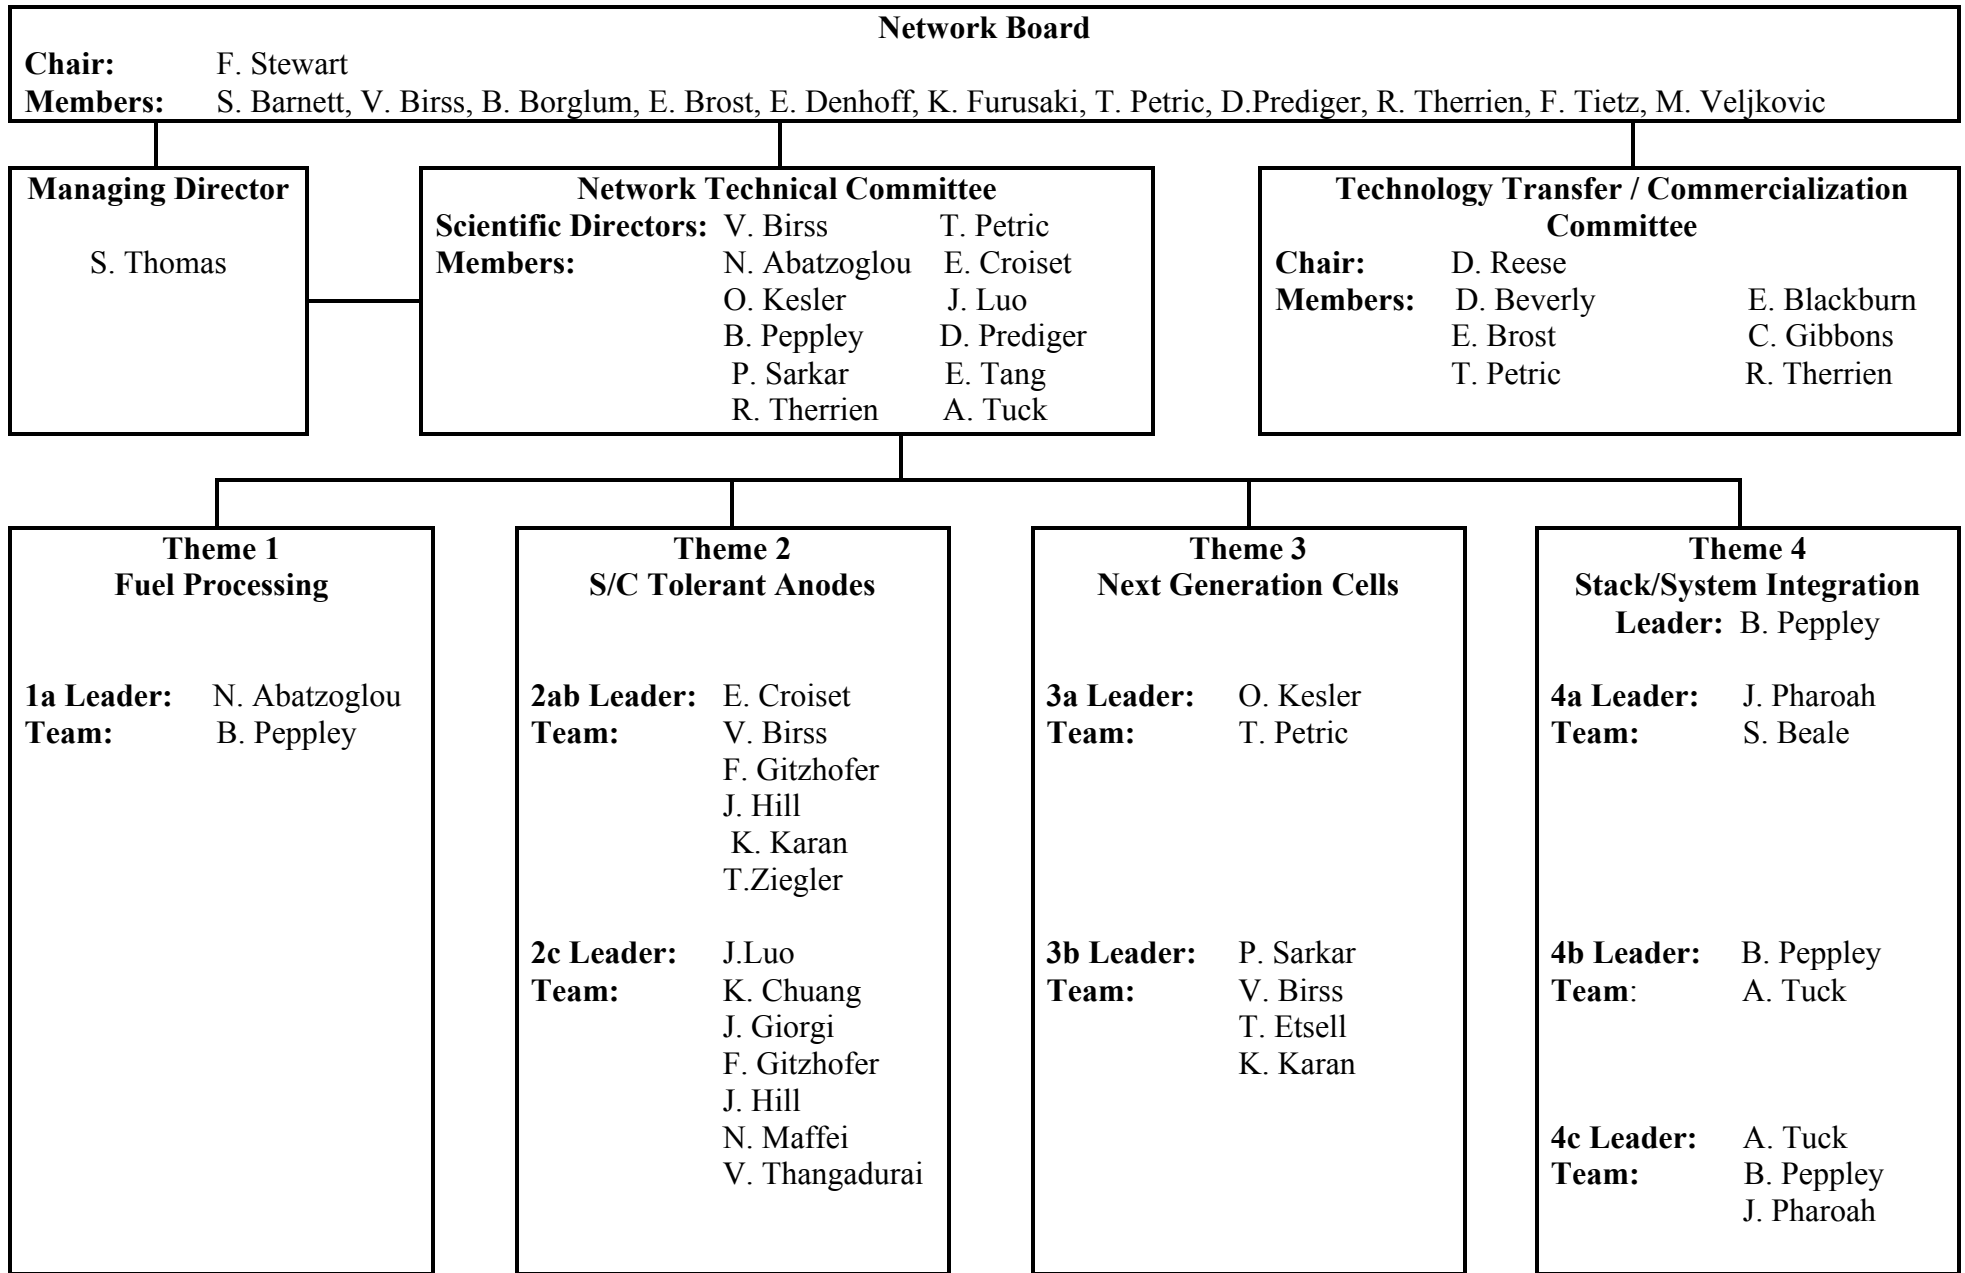 Network Board
Chair: F. Stewart
Members: S. Barnett, V. Birss, B. Borglum, E. Brost, E. Denhoff, K. Furusaki, T. Petric, D.Prediger, R. Therrien, F. Tietz, M. Veljkovic
Managing Director
S. Thomas
Network Technical Committee
Scientific Directors: V. Birss T. Petric
Members: N. Abatzoglou E. Croiset
O. Kesler J. Luo
B. Peppley D. Prediger
P. Sarkar E. Tang
R. Therrien A. Tuck
Technology Transfer / Commercialization
Committee
Chair: D. Reese
Members: D. Beverly E. Blackburn
E. Brost C. Gibbons
T. Petric R. Therrien
Theme 1
Fuel Processing
1a Leader: N. Abatzoglou
Team: B. Peppley
Theme 2
S/C Tolerant Anodes
2ab Leader: E. Croiset
Team: V. Birss
F. Gitzhofer
J. Hill
K. Karan
T.Ziegler
2c Leader: J.Luo
Team: K. Chuang
J. Giorgi
F. Gitzhofer
J. Hill
N. Maffei
V. Thangadurai
Theme 3
Next Generation Cells
3a Leader: O. Kesler
Team: T. Petric
3b Leader: P. Sarkar
Team: V. Birss
T. Etsell
K. Karan
Theme 4
Stack/System Integration
Leader: B. Peppley
4a Leader: J. Pharoah
Team: S. Beale
4b Leader: B. Peppley
Team: A. Tuck
4c Leader: A. Tuck
Team: B. Peppley
J. Pharoah